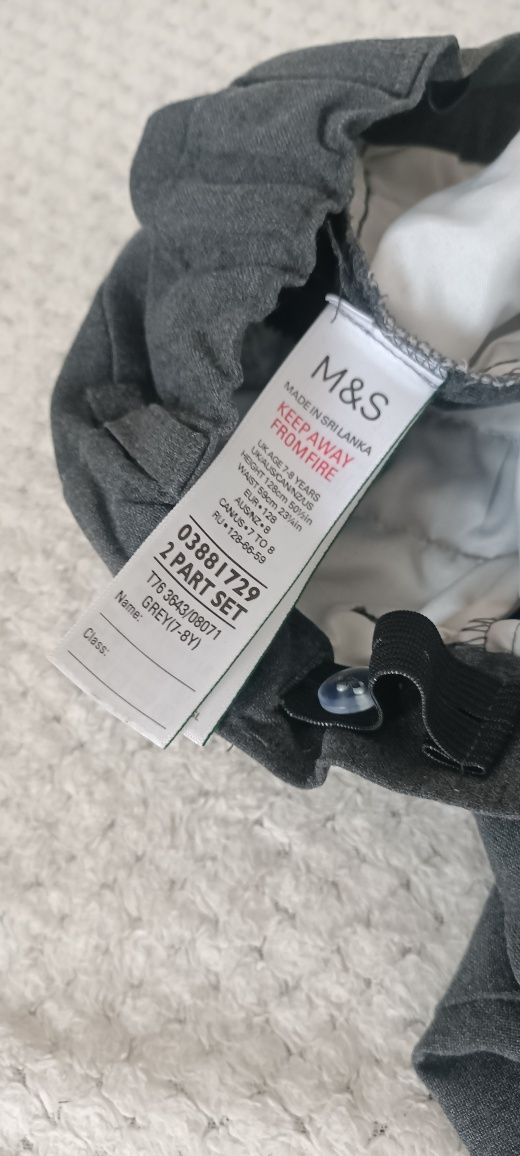 M&S
MADE IN SRI LANKA
KEEP AWAY
FROM FIRE
UK AGE 7-8 YEARS
UK/AUS/CAN/NZ/US
HEIGHT 128cm 50½in
WAIST 59cm 23¼in
EUR•128
AUS/NZ•8
CAN/US•7 TO 8
RU•128-66-59
03881729
2 PART SET
T76 3643/08071
GREY(7-8Y)
Name:
Class: